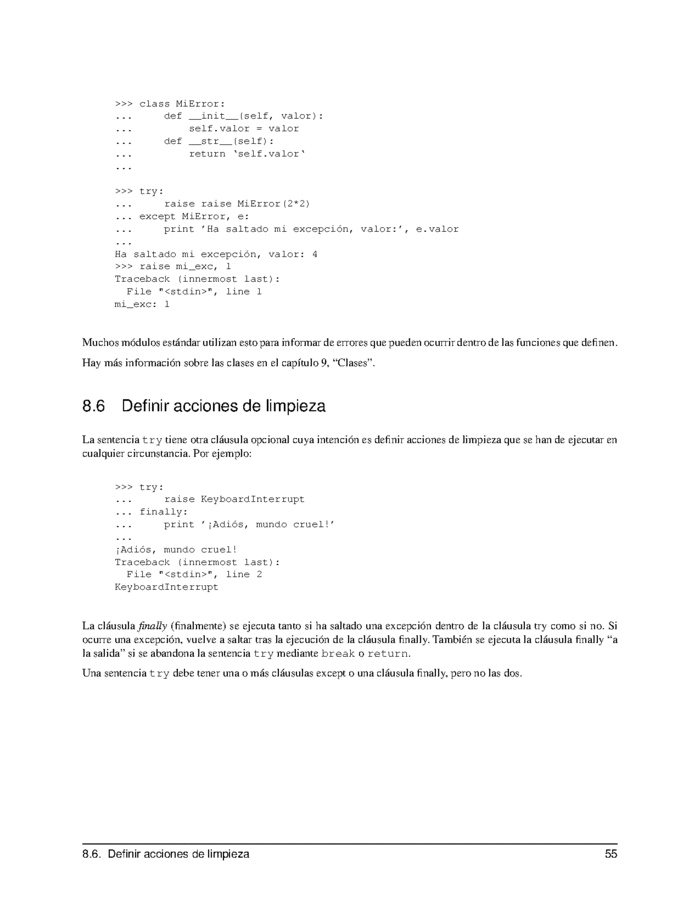 >>> class MiError:
...     def __init__(self, valor):
...         self.valor = valor
...     def __str__(self):
...         return ‘self.valor‘
...
>>> try:
...     raise raise MiError(2*2)
... except MiError, e:
...     print ’Ha saltado mi excepción, valor:’, e.valor
...
Ha saltado mi excepción, valor: 4
>>> raise mi_exc, 1
Traceback (innermost last):
  File "<stdin>", line 1
mi_exc: 1
Muchos módulos estándar utilizan esto para informar de errores que pueden ocurrir dentro de las funciones que definen.
Hay más información sobre las clases en el capítulo 9, “Clases”.
8.6 Definir acciones de limpieza
La sentencia try tiene otra cláusula opcional cuya intención es definir acciones de limpieza que se han de ejecutar en
cualquier circunstancia. Por ejemplo:
>>> try:
...     raise KeyboardInterrupt
... finally:
...     print ’¡Adiós, mundo cruel!’
...
¡Adiós, mundo cruel!
Traceback (innermost last):
  File "<stdin>", line 2
KeyboardInterrupt
La cláusula finally (finalmente) se ejecuta tanto si ha saltado una excepción dentro de la cláusula try como si no. Si
ocurre una excepción, vuelve a saltar tras la ejecución de la cláusula finally. También se ejecuta la cláusula finally “a
la salida” si se abandona la sentencia try mediante break o return.
Una sentencia try debe tener una o más cláusulas except o una cláusula finally, pero no las dos.
8.6. Definir acciones de limpieza 55